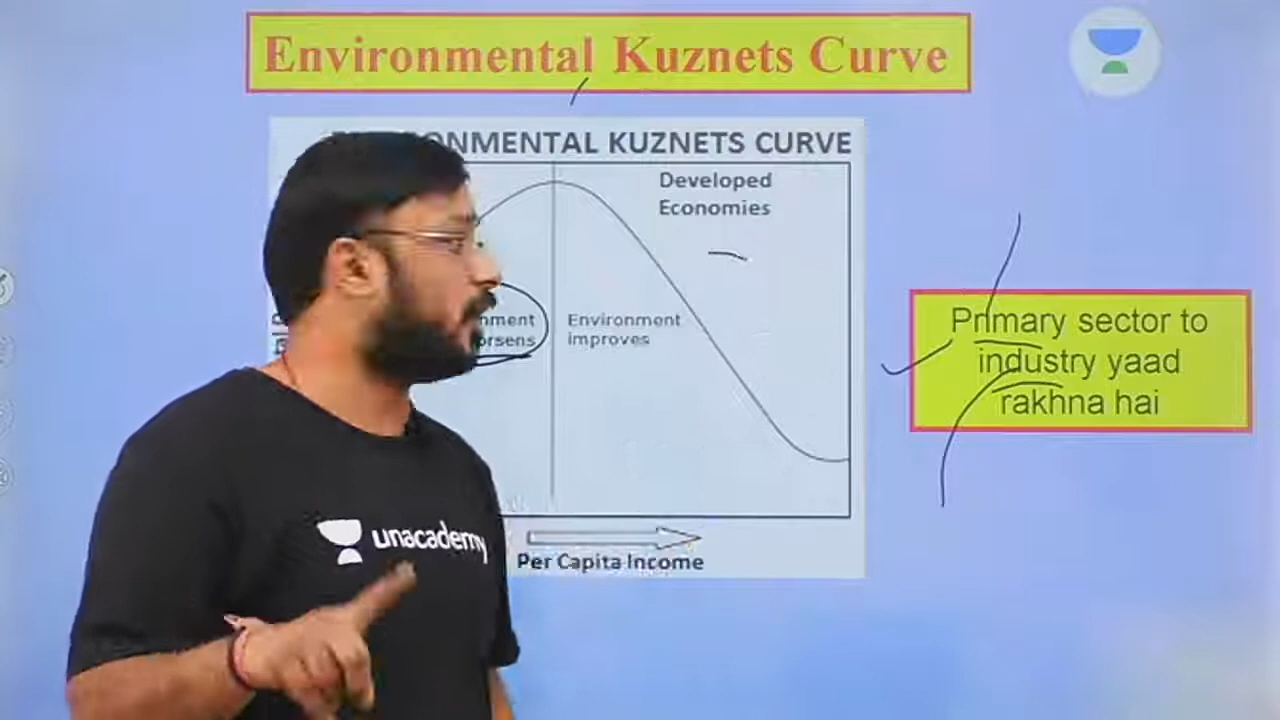 Environmental Kuznets Curve
KUZNETS CURVE
Developed
Economies
Environment
improves
Primary sector to
industry yaad
rakhna hai
unacademy
Per Capita Income